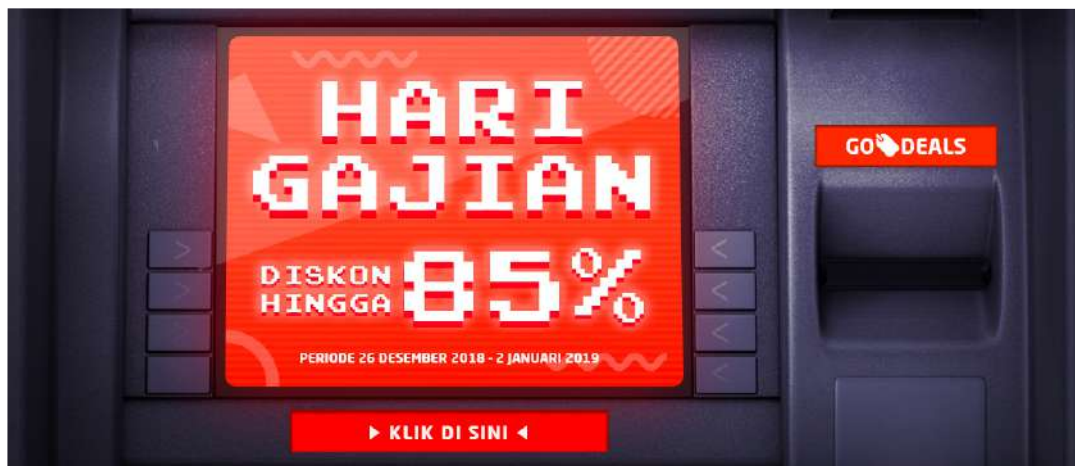 HARI
GAJIAN
DISKON
HINGGA
85%
PERIODE 26 DESEMBER 2018 - 2 JANUARI 2019
KLIK DI SINI
GO DEALS